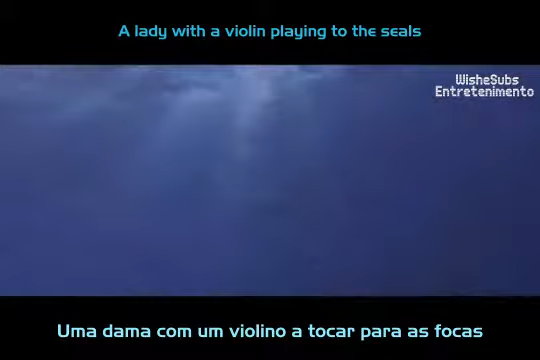 A lady with a violin playing to the seals
WisheSubs
Entretenimento
Uma dama com um violino a tocar para as focas